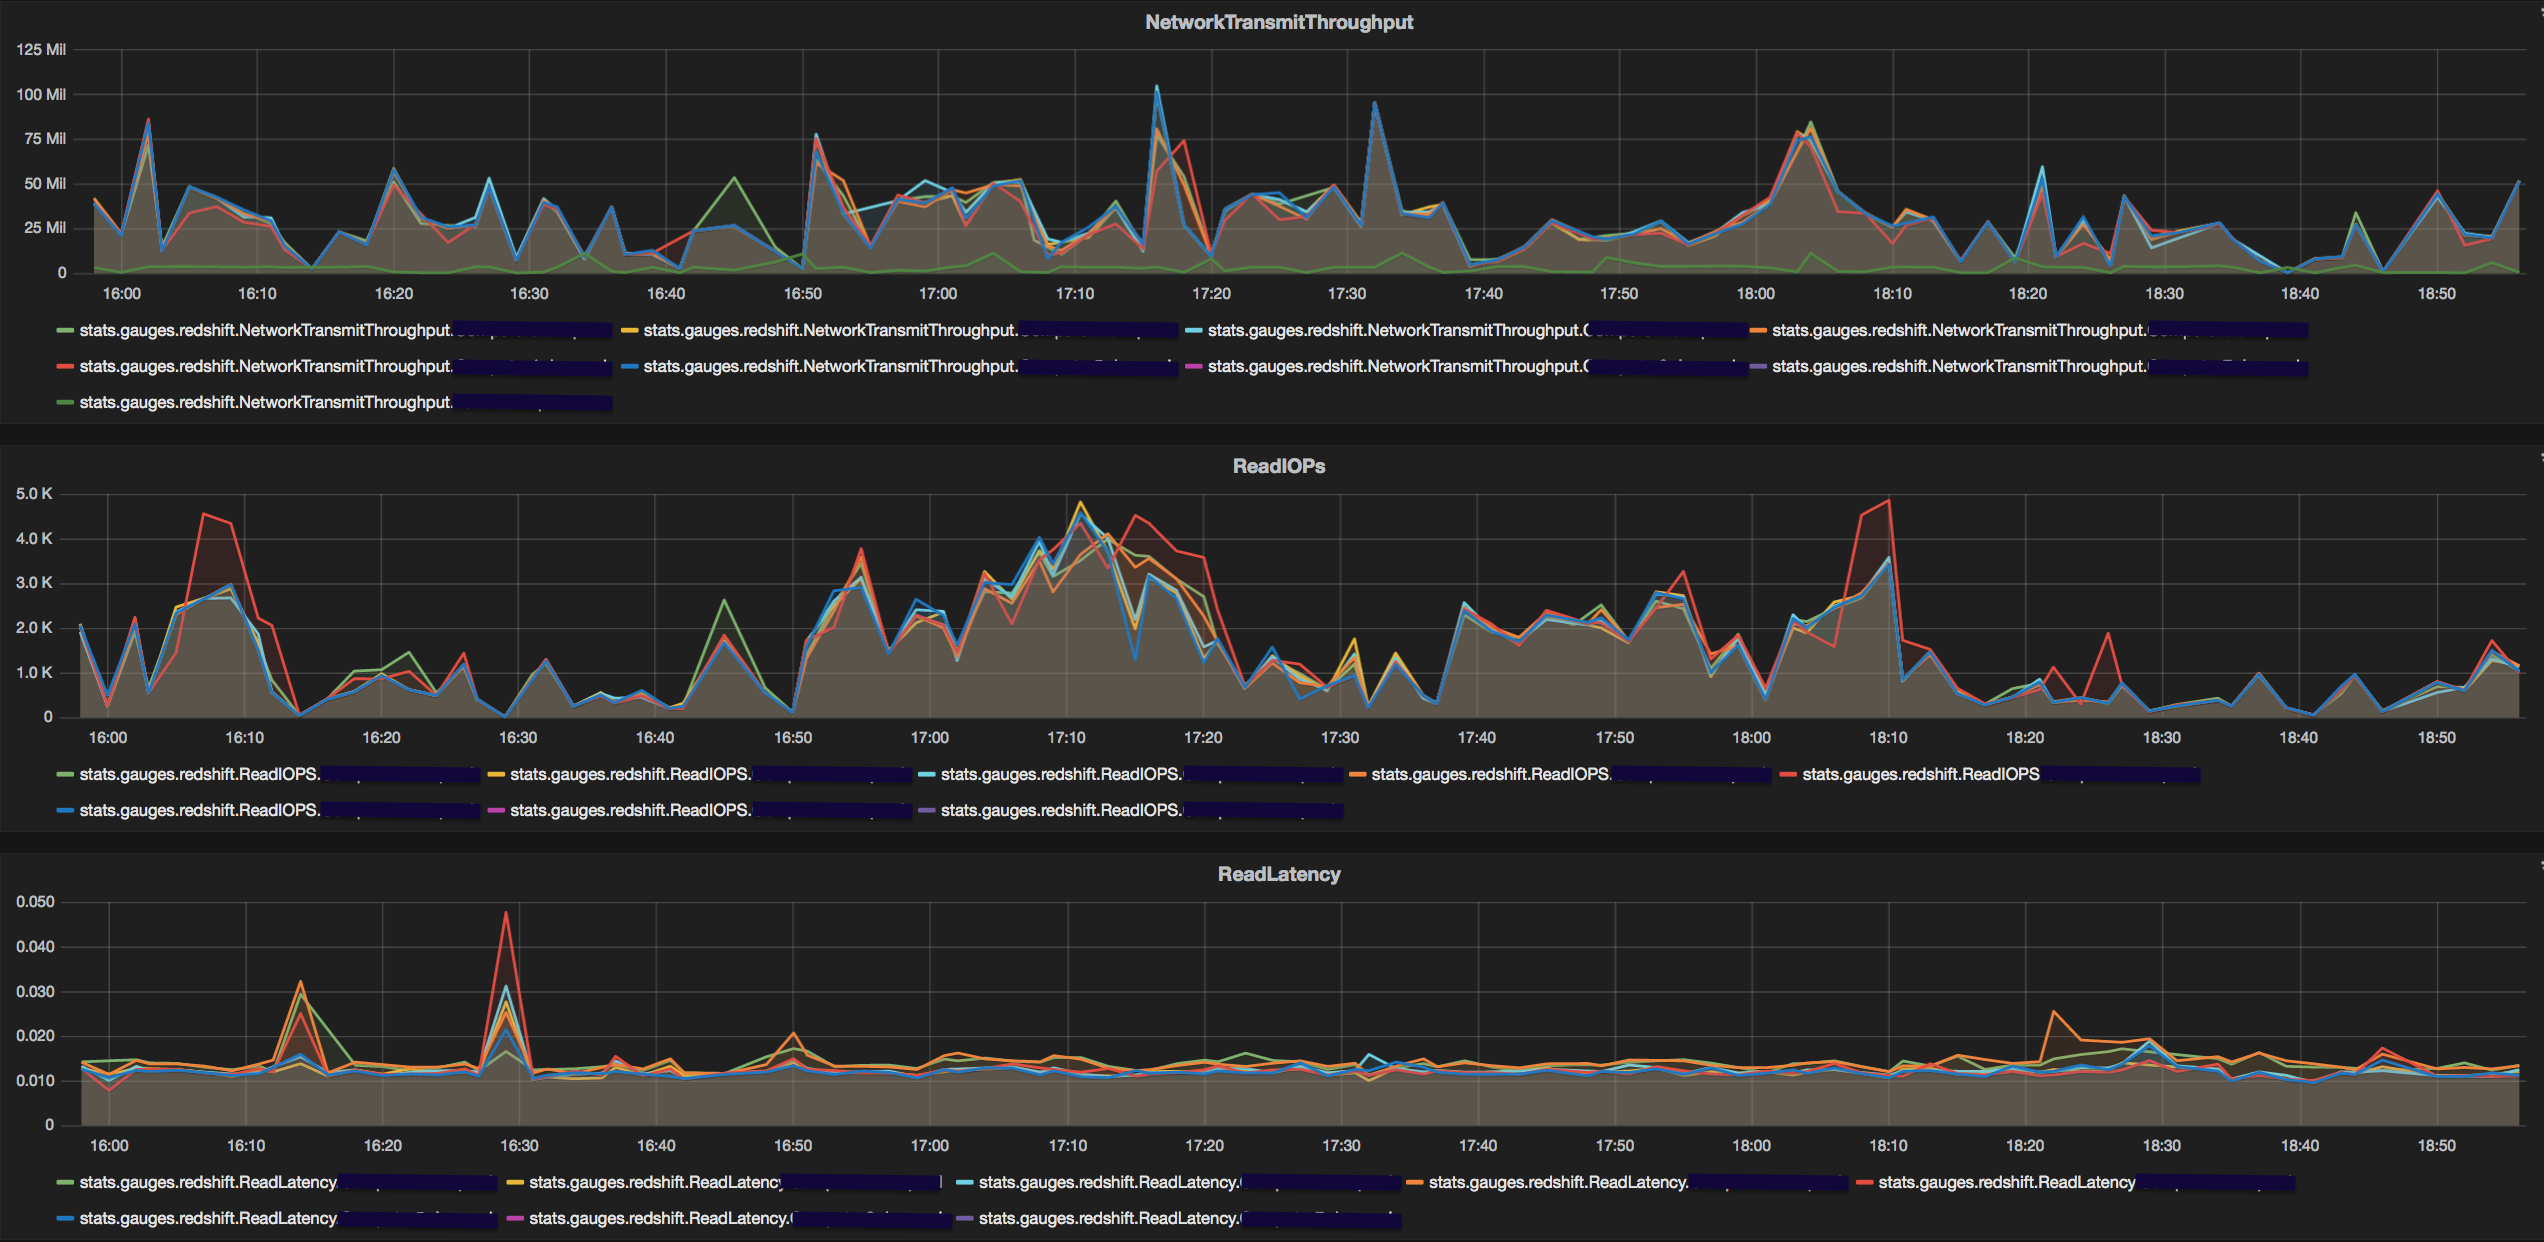 NetworkTransmitThroughput
125 Mil
100 Mil
75 Mil
50 Mil
25 Mil
0
16:00 16:10 16:20 16:30 16:40 16:50 17:00 17:10 17:20 17:30 17:40 17:50 18:00 18:10 18:20 18:30 18:40 18:50
stats.gauges.redshift.NetworkTransmitThroughput. stats.gauges.redshift.NetworkTransmitThroughput. stats.gauges.redshift.NetworkTransmitThroughput. stats.gauges.redshift.NetworkTransmitThroughput.
stats.gauges.redshift.NetworkTransmitThroughput. stats.gauges.redshift.NetworkTransmitThroughput. stats.gauges.redshift.NetworkTransmitThroughput. stats.gauges.redshift.NetworkTransmitThroughput.
stats.gauges.redshift.NetworkTransmitThroughput.
ReadIOPs
5.0 K
4.0 K
3.0 K
2.0 K
1.0 K
0
16:00 16:10 16:20 16:30 16:40 16:50 17:00 17:10 17:20 17:30 17:40 17:50 18:00 18:10 18:20 18:30 18:40 18:50
stats.gauges.redshift.ReadIOPS. stats.gauges.redshift.ReadIOPS. stats.gauges.redshift.ReadIOPS. stats.gauges.redshift.ReadIOPS. stats.gauges.redshift.ReadIOPS
stats.gauges.redshift.ReadIOPS. stats.gauges.redshift.ReadIOPS. stats.gauges.redshift.ReadIOPS.
ReadLatency
0.050
0.040
0.030
0.020
0.010
0
16:00 16:10 16:20 16:30 16:40 16:50 17:00 17:10 17:20 17:30 17:40 17:50 18:00 18:10 18:20 18:30 18:40 18:50
stats.gauges.redshift.ReadLatency. stats.gauges.redshift.ReadLatency stats.gauges.redshift.ReadLatency. stats.gauges.redshift.ReadLatency. stats.gauges.redshift.ReadLatency
stats.gauges.redshift.ReadLatency. stats.gauges.redshift.ReadLatency. stats.gauges.redshift.ReadLatency.